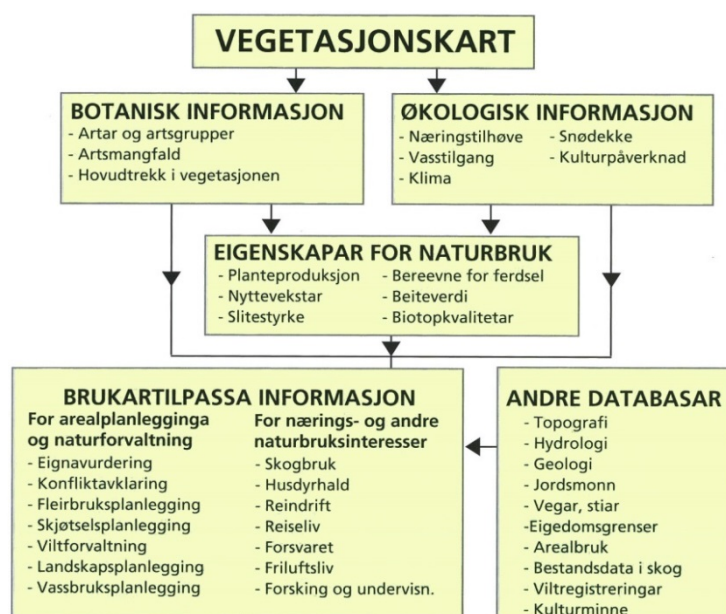 VEGETASJONSKART
BOTANISK INFORMASJON
- Artar og artsgrupper
- Artsmangfald
- Hovudtrekk i vegetasjonen
ØKOLOGISK INFORMASJON
- Næringstilhøve
- Vasstilgang
- Klima
- Snødekke
- Kulturpåverknad
EIGENSKAPAR FOR NATURBRUK
- Planteproduksjon
- Nyttevekstar
- Slitestyrke
- Bereevne for ferdsel
- Beiteverdi
- Biotopkvalitetar
BRUKARTILPASSA INFORMASJON
For arealplanlegginga
og naturforvaltning
- Eignavurdering
- Konfliktavklaring
- Fleirbruksplanlegging
- Skjøtselsplanlegging
- Viltforvaltning
- Landskapsplanlegging
- Vassbruksplanlegging
For nærings- og andre
naturbruksinteresser
- Skogbruk
- Husdyrhald
- Reindrift
- Reiseliv
- Forsvaret
- Friluftsliv
- Forsking og undervisn.
ANDRE DATABASAR
- Topografi
- Hydrologi
- Geologi
- Jordsmonn
- Vegar, stiar
-Eigedomsgrenser
- Arealbruk
- Bestandsdata i skog
- Viltregistreringar
- Kulturminne